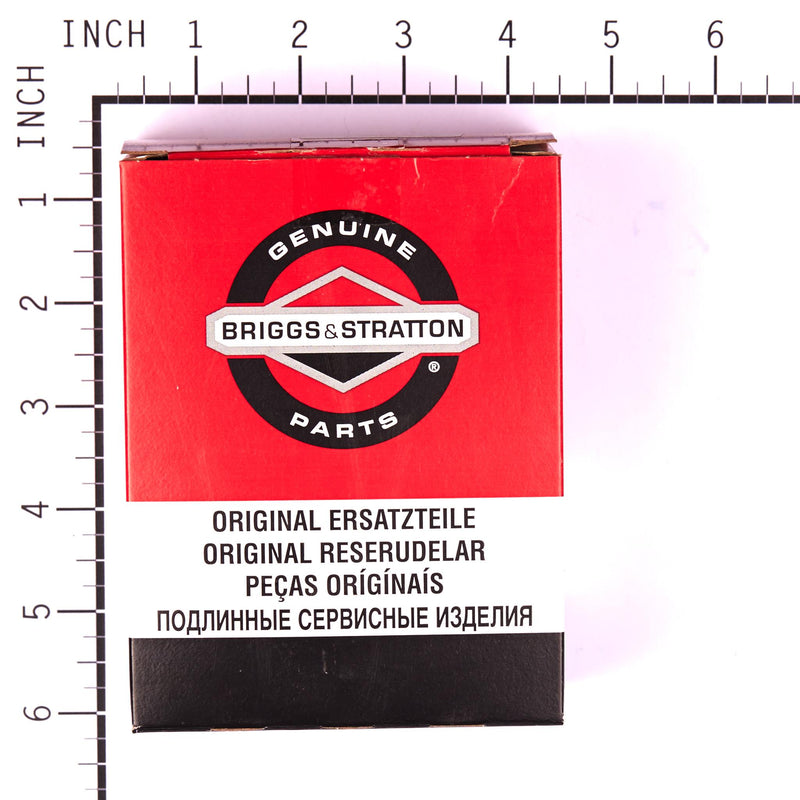 INCH 1 2 3 4 5 6
INCH
1
2
3
4
5
6
GENUINE
BRIGGS & STRATTON
®
PARTS
ORIGINAL ERSATZTEILE
ORIGINAL RESERUDELAR
PEÇAS ORÍGÍNAÍS
ПОДЛИННЫЕ СЕРВИСНЫЕ ИЗДЕЛИЯ